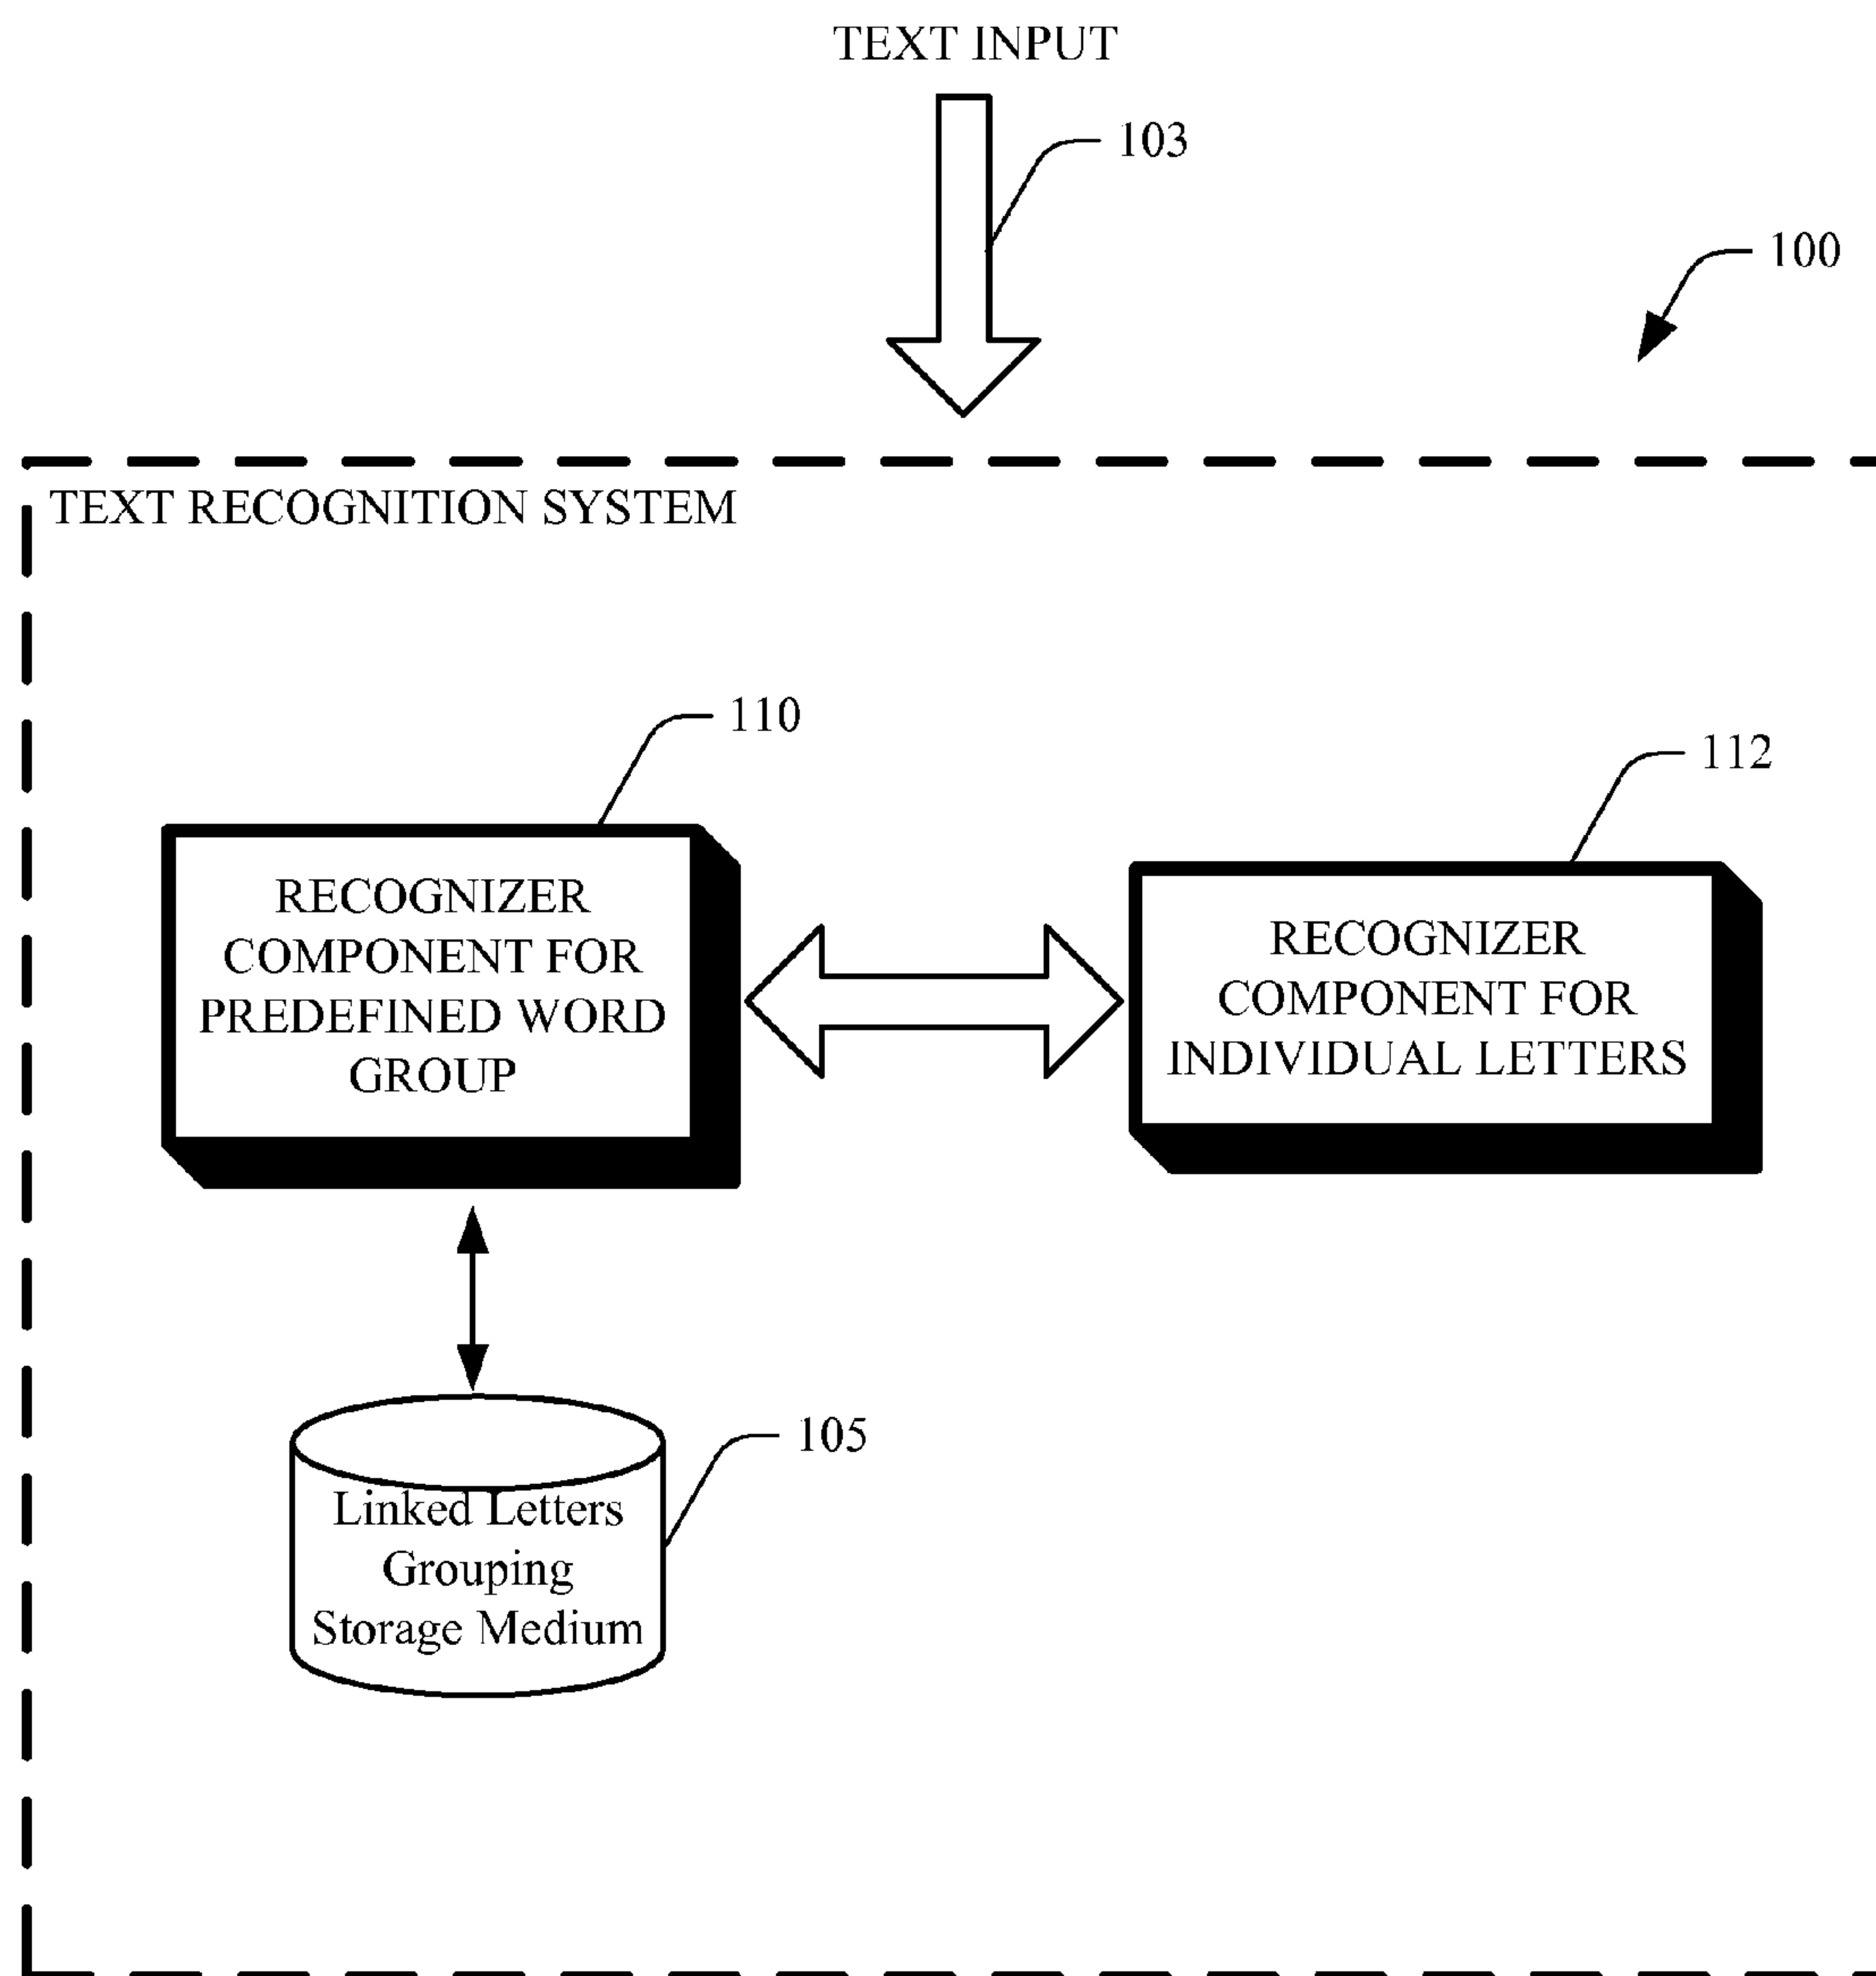 TEXT INPUT
103
100
TEXT RECOGNITION SYSTEM
110
112
RECOGNIZER
COMPONENT FOR
PREDEFINED WORD
GROUP
RECOGNIZER
COMPONENT FOR
INDIVIDUAL LETTERS
105
Linked Letters
Grouping
Storage Medium